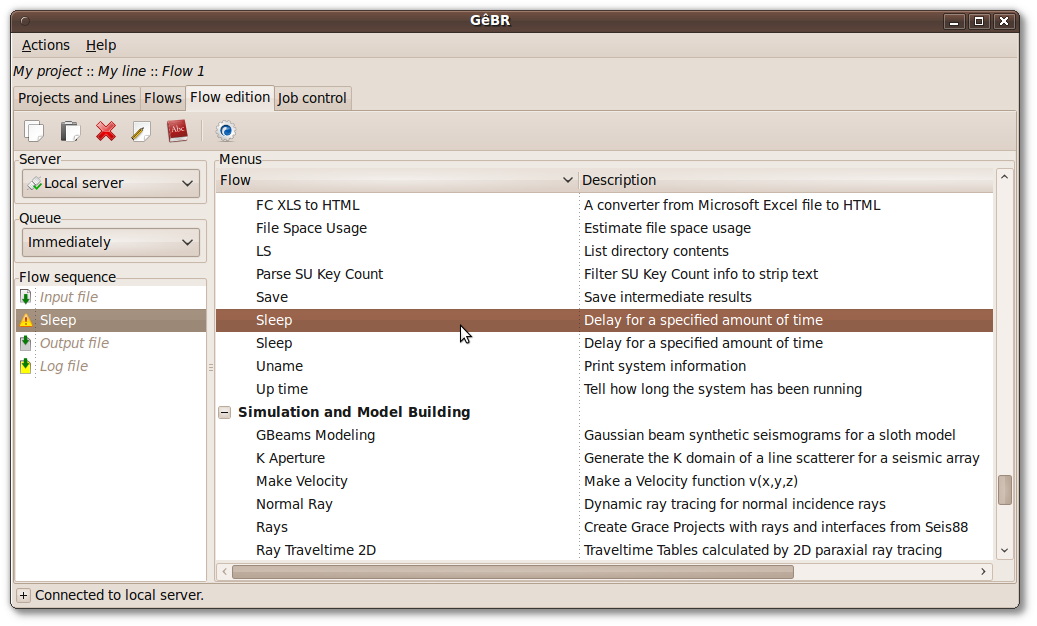 GêBR
Actions Help
My project :: My line :: Flow 1
Projects and Lines Flows Flow edition Job control
Abc
Server
Local server
Queue
Immediately
Flow sequence
Input file
Sleep
Output file
Log file
Menus
Flow Description
FC XLS to HTML A converter from Microsoft Excel file to HTML
File Space Usage Estimate file space usage
LS List directory contents
Parse SU Key Count Filter SU Key Count info to strip text
Save Save intermediate results
Sleep Delay for a specified amount of time
Sleep Delay for a specified amount of time
Uname Print system information
Up time Tell how long the system has been running
Simulation and Model Building
GBeams Modeling Gaussian beam synthetic seismograms for a sloth model
K Aperture Generate the K domain of a line scatterer for a seismic array
Make Velocity Make a Velocity function v(x,y,z)
Normal Ray Dynamic ray tracing for normal incidence rays
Rays Create Grace Projects with rays and interfaces from Seis88
Ray Traveltime 2D Traveltime Tables calculated by 2D paraxial ray tracing
Connected to local server.